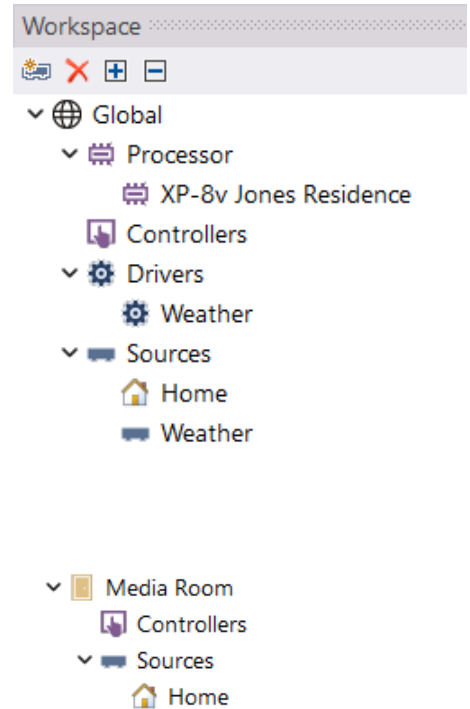 Workspace
Global
Processor
XP-8v Jones Residence
Controllers
Drivers
Weather
Sources
Home
Weather
Media Room
Controllers
Sources
Home